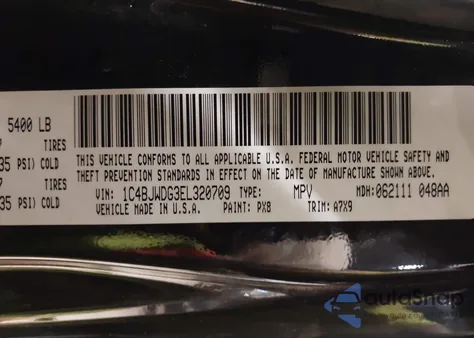 5400 LB
TIRES
35 PSI) COLD
TIRES
35 PSI) COLD
THIS VEHICLE CONFORMS TO ALL APPLICABLE U.S.A. FEDERAL MOTOR VEHICLE SAFETY AND
THEFT PREVENTION STANDARDS IN EFFECT ON THE DATE OF MANUFACTURE SHOWN ABOVE.
VIN: 1C4BJWDG3EL320709 TYPE: MPV MDH: 062111 048AA
VEHICLE MADE IN U.S.A. PAINT: PX8 TRIM: A7X9
autoSnap